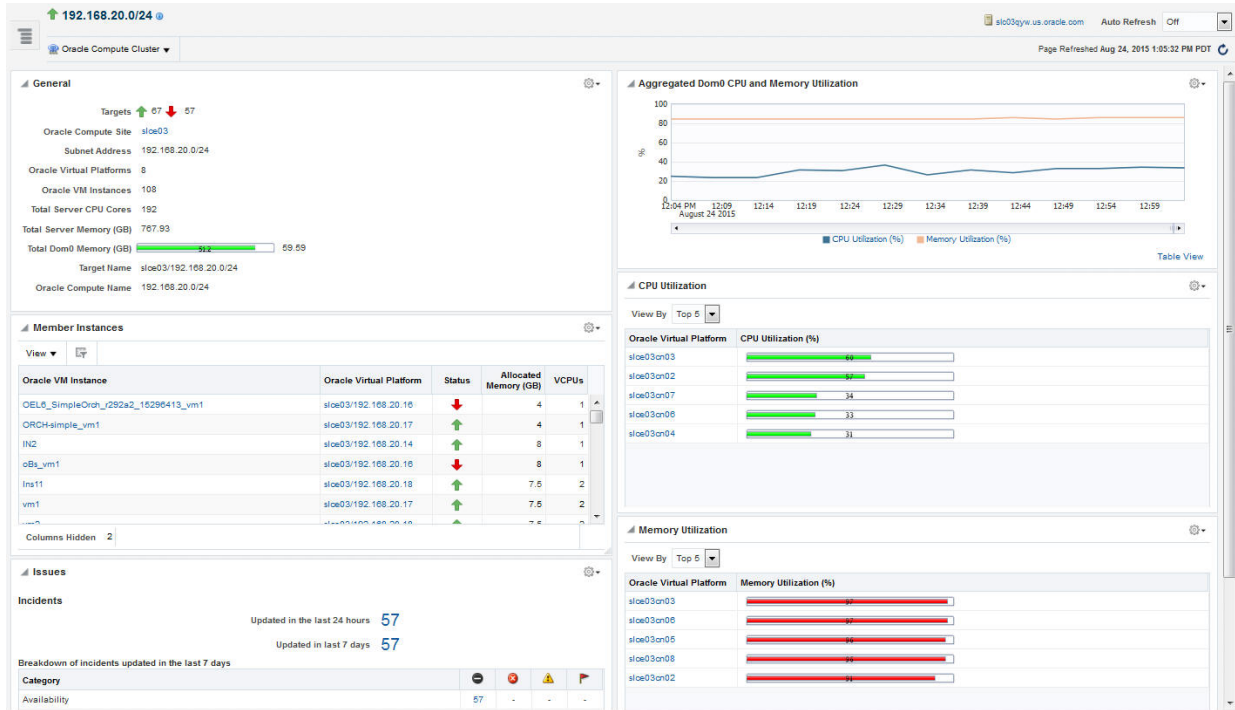 192.168.20.0/24
slc03qyw.us.oracle.com Auto Refresh Off
Oracle Compute Cluster
Page Refreshed Aug 24, 2015 1:05:32 PM PDT
General
Targets 67 57
Oracle Compute Site slce03
Subnet Address 192.168.20.0/24
Oracle Virtual Platforms 8
Oracle VM Instances 108
Total Server CPU Cores 192
Total Server Memory (GB) 767.93
Total Dom0 Memory (GB) 51.2 59.59
Target Name slce03/192.168.20.0/24
Oracle Compute Name 192.168.20.0/24
Member Instances
View
Oracle VM Instance Oracle Virtual Platform Status Allocated Memory (GB) VCPUs
OEL6_SimpleOrch_r292a2_15296413_vm1 slce03/192.168.20.16 4 1
ORCH-simple_vm1 slce03/192.168.20.17 4 1
IN2 slce03/192.168.20.14 8 1
oBs_vm1 slce03/192.168.20.16 8 1
Ins11 slce03/192.168.20.18 7.5 2
vm1 slce03/192.168.20.17 7.5 2
Columns Hidden 2
Issues
Incidents
Updated in the last 24 hours 57
Updated in last 7 days 57
Breakdown of incidents updated in the last 7 days
Category
Availability 57 - - -
Aggregated Dom0 CPU and Memory Utilization
100
80
60
40
20
0
%
12:04 PM 12:09 12:14 12:19 12:24 12:29 12:34 12:39 12:44 12:49 12:54 12:59
August 24 2015
CPU Utilization (%) Memory Utilization (%)
Table View
CPU Utilization
View By Top 5
Oracle Virtual Platform CPU Utilization (%)
slce03cn03 60
slce03cn02 57
slce03cn07 34
slce03cn06 33
slce03cn04 31
Memory Utilization
View By Top 5
Oracle Virtual Platform Memory Utilization (%)
slce03cn03 97
slce03cn06 97
slce03cn05 96
slce03cn08 96
slce03cn02 91